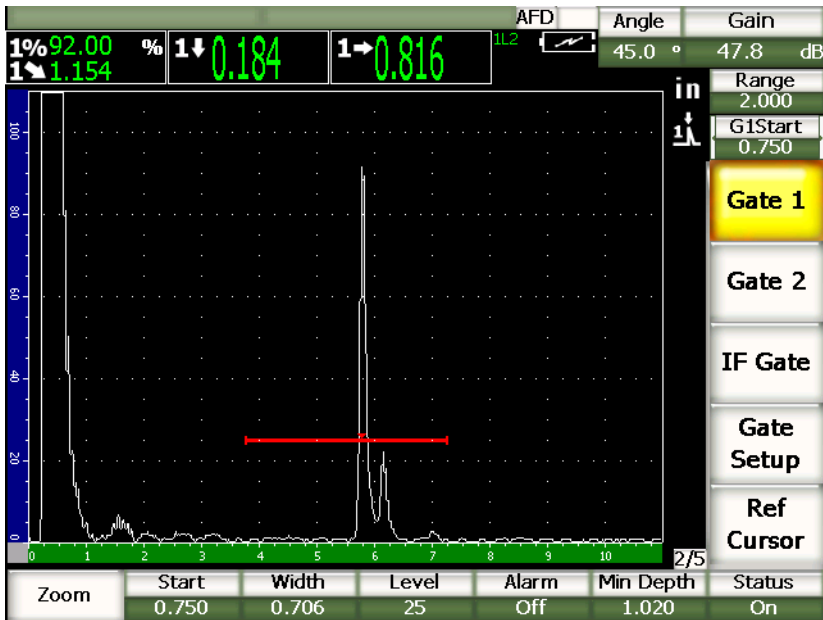 AFD Angle Gain
1%92.00 % 1 0.184 1 0.816 1L2 45.0 ° 47.8 dB
1 1.154
in Range
2.000
G1Start
1 0.750
100
80
60
40
20
0
Gate 1
Gate 2
IF Gate
Gate
Setup
Ref
Cursor
0 1 2 3 4 5 6 7 8 9 10 2/5
Zoom Start Width Level Alarm Min Depth Status
0.750 0.706 25 Off 1.020 On